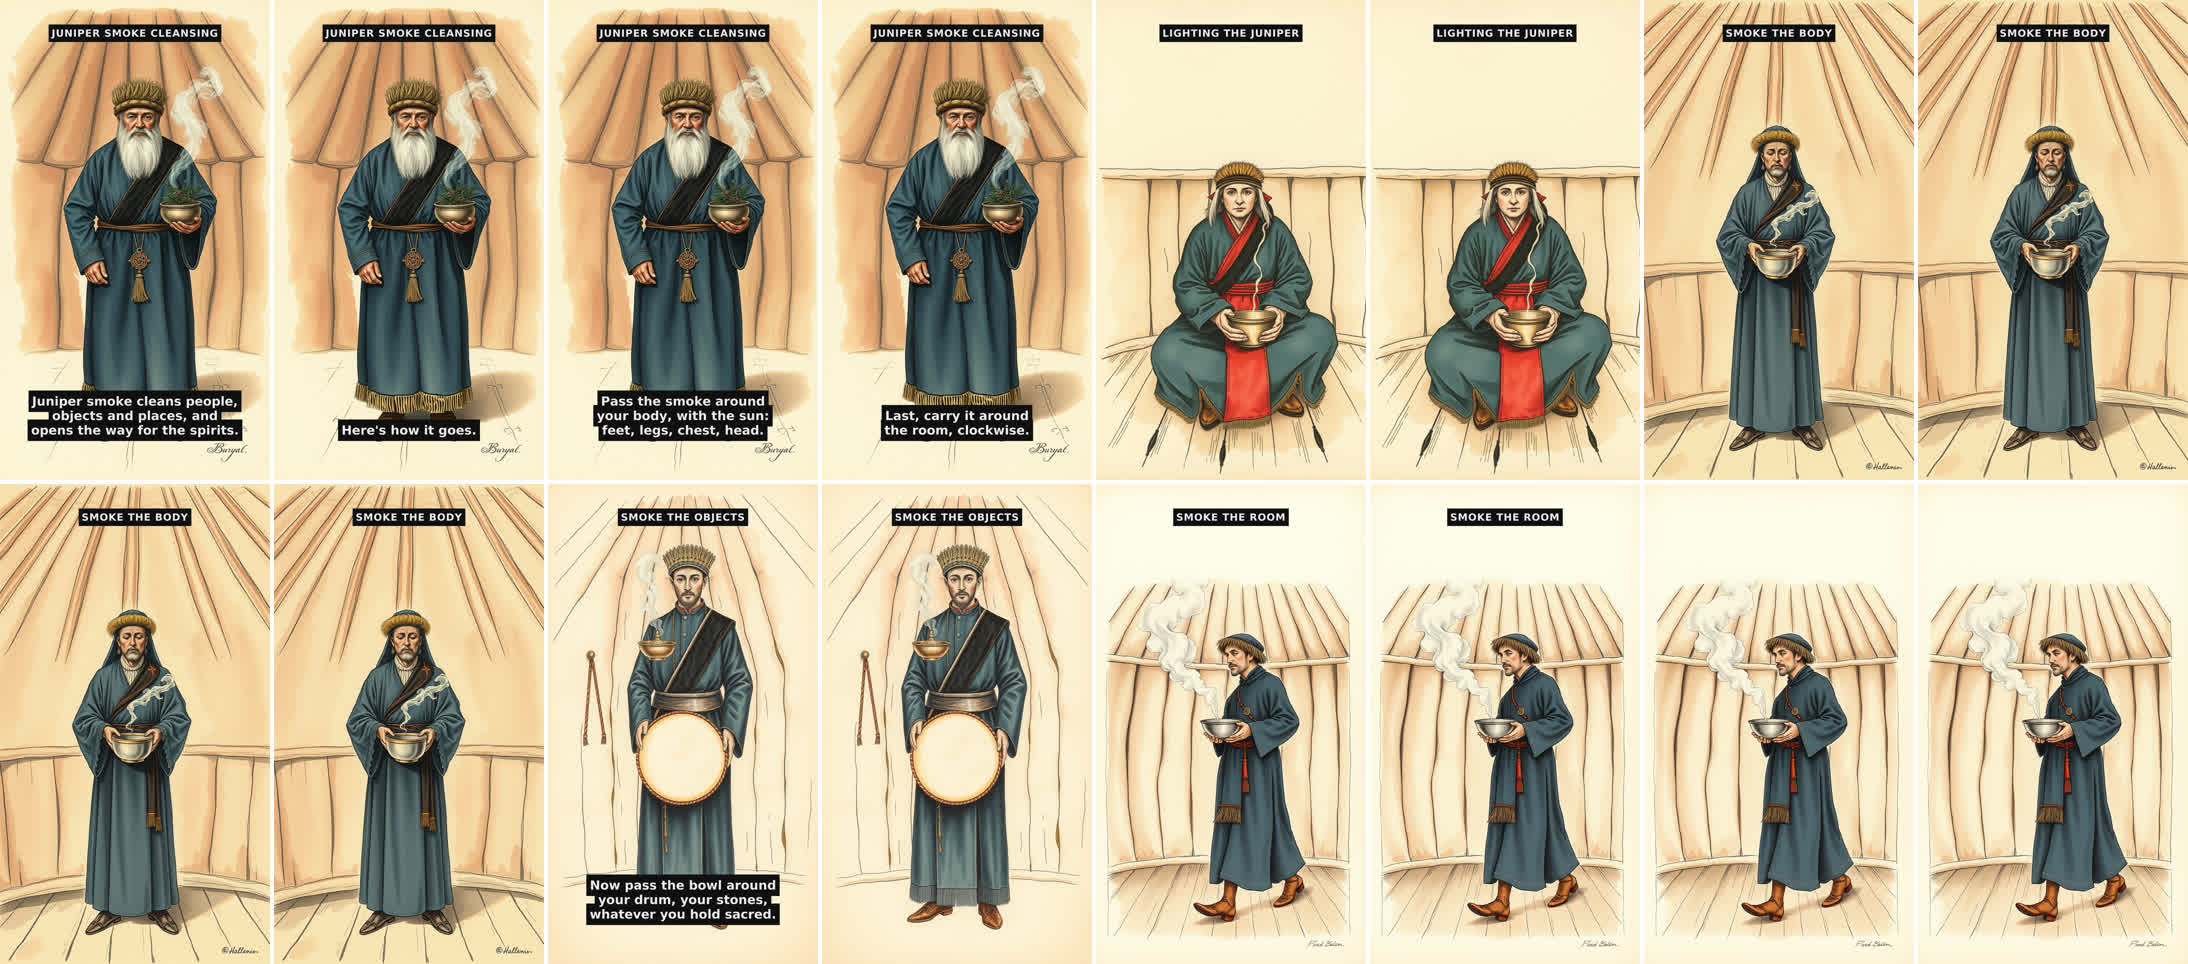 JUNIPER SMOKE CLEANSING
Juniper smoke cleans people,
objects and places, and
opens the way for the spirits.
Buryal.
JUNIPER SMOKE CLEANSING
Here's how it goes.
Buryal.
JUNIPER SMOKE CLEANSING
Pass the smoke around
your body, with the sun:
feet, legs, chest, head.
Buryal.
JUNIPER SMOKE CLEANSING
Last, carry it around
the room, clockwise.
Buryal.
LIGHTING THE JUNIPER
LIGHTING THE JUNIPER
SMOKE THE BODY
SMOKE THE BODY
SMOKE THE BODY
SMOKE THE BODY
SMOKE THE OBJECTS
Now pass the bowl around
your drum, your stones,
whatever you hold sacred.
SMOKE THE OBJECTS
SMOKE THE ROOM
SMOKE THE ROOM